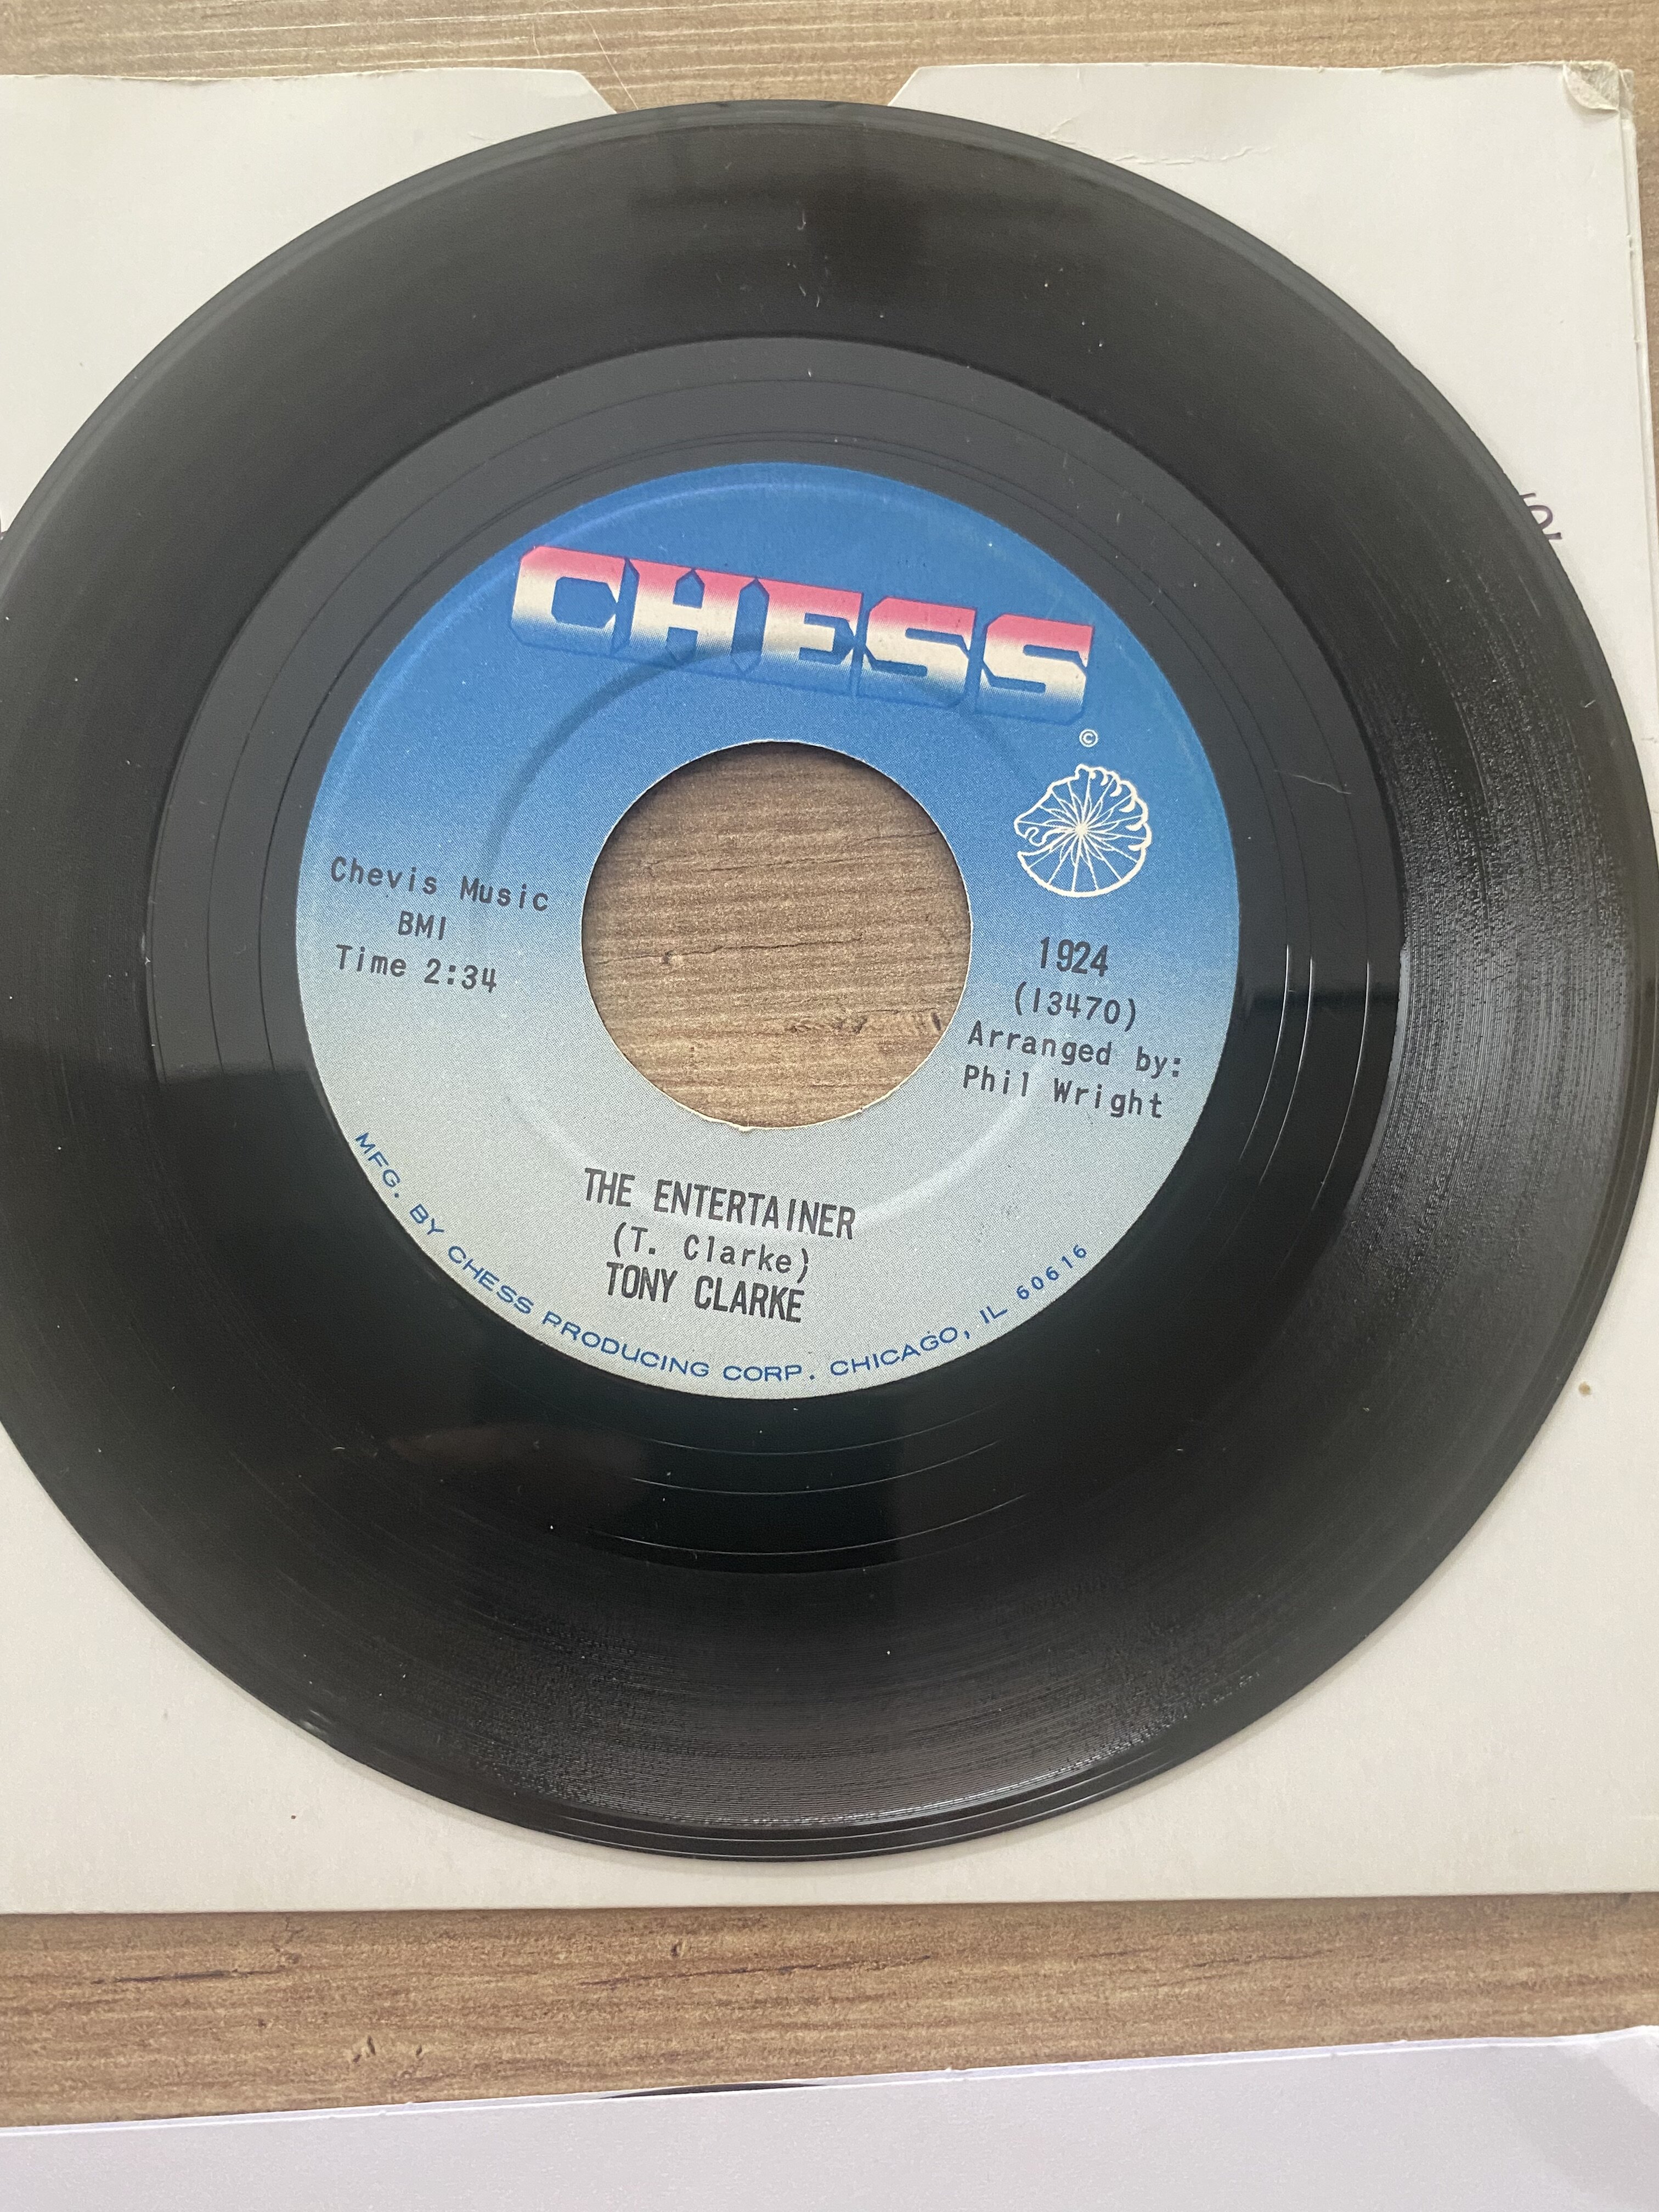 CHESS
©
Chevis Music
BMI
Time 2:34
1924
(13470)
Arranged by:
Phil Wright
THE ENTERTAINER
(T. Clarke)
TONY CLARKE
MFG. BY CHESS PRODUCING CORP. CHICAGO, IL 60616